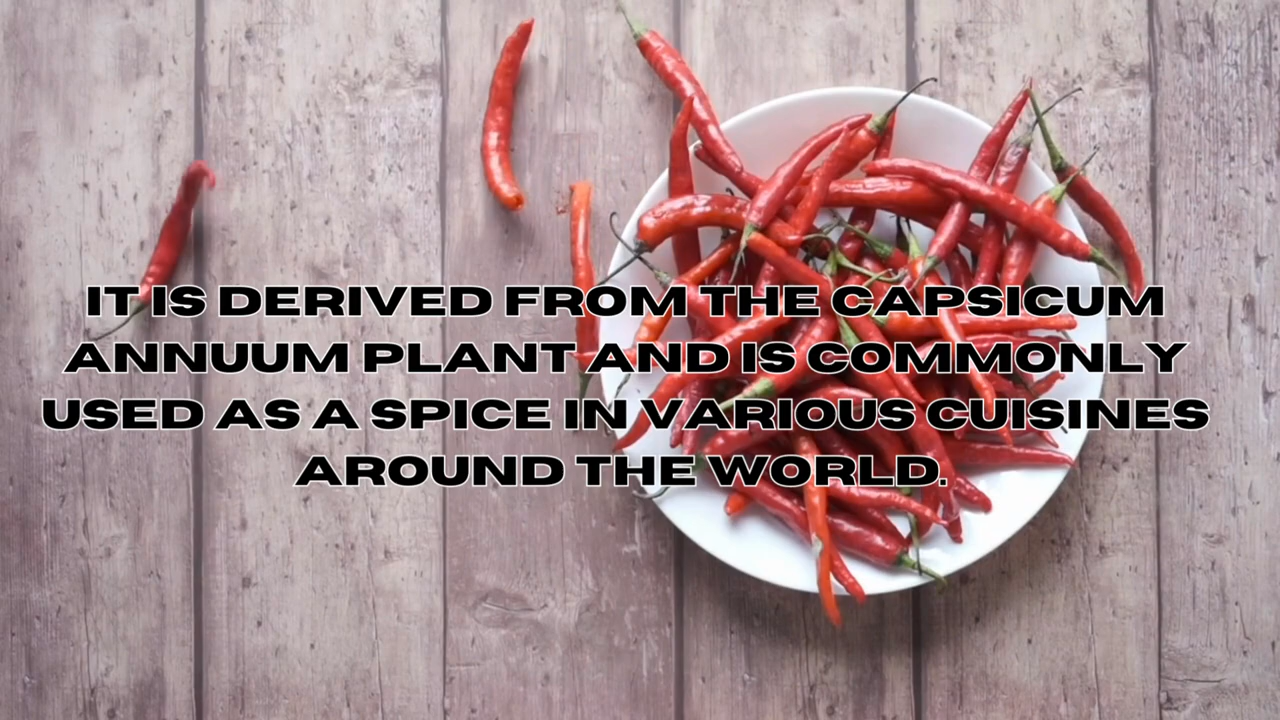 IT IS DERIVED FROM THE CAPSICUM
ANNUUM PLANT AND IS COMMONLY
USED AS A SPICE IN VARIOUS CUISINES
AROUND THE WORLD.